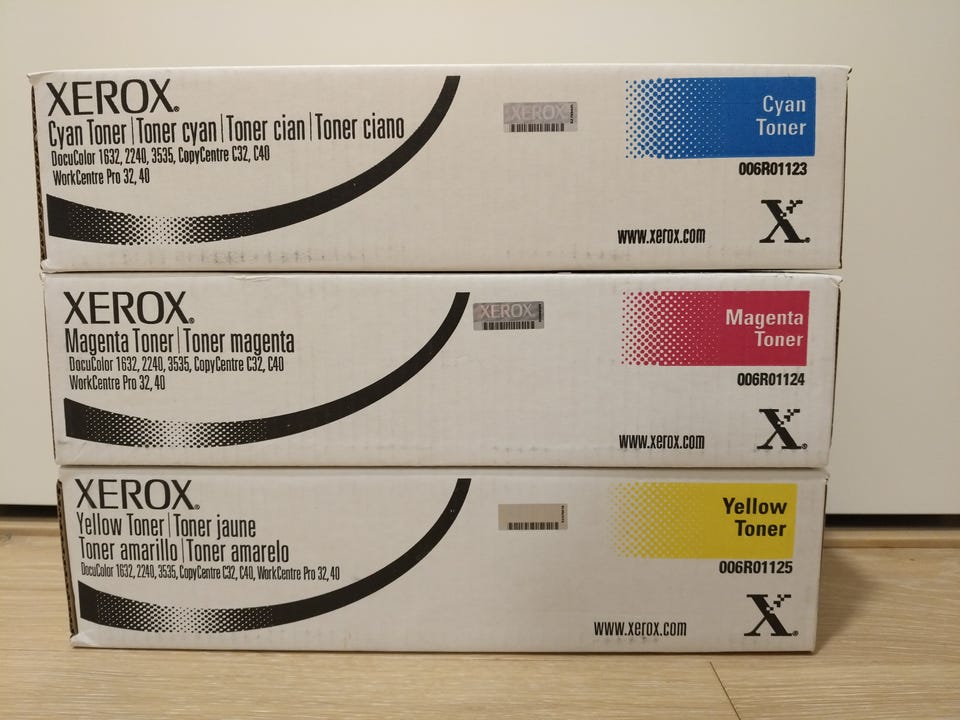 XEROX.
Cyan Toner | Toner cyan | Toner cian | Toner ciano
DocuColor 1632, 2240, 3535, CopyCentre C32, C40
WorkCentre Pro 32, 40
XEROX
Cyan
Toner
006R01123
www.xerox.com
X.
XEROX.
Magenta Toner | Toner magenta
DocuColor 1632, 2240, 3535, CopyCentre C32, C40
WorkCentre Pro 32, 40
XEROX
Magenta
Toner
006R01124
www.xerox.com
X.
XEROX.
Yellow Toner | Toner jaune
Toner amarillo | Toner amarelo
DocuColor 1632, 2240, 3535, CopyCentre C32, C40, WorkCentre Pro 32, 40
Yellow
Toner
006R01125
www.xerox.com
X.